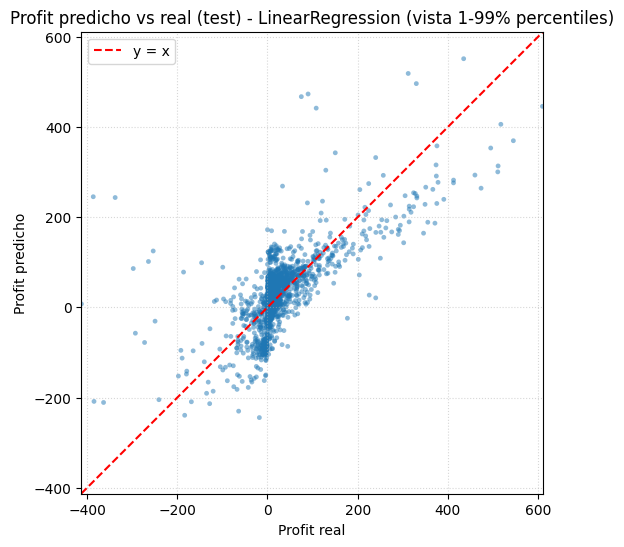 Profit predicho vs real (test) - LinearRegression (vista 1-99% percentiles)
y = x
600
400
200
0
−200
−400
Profit predicho
−400 −200 0 200 400 600
Profit real